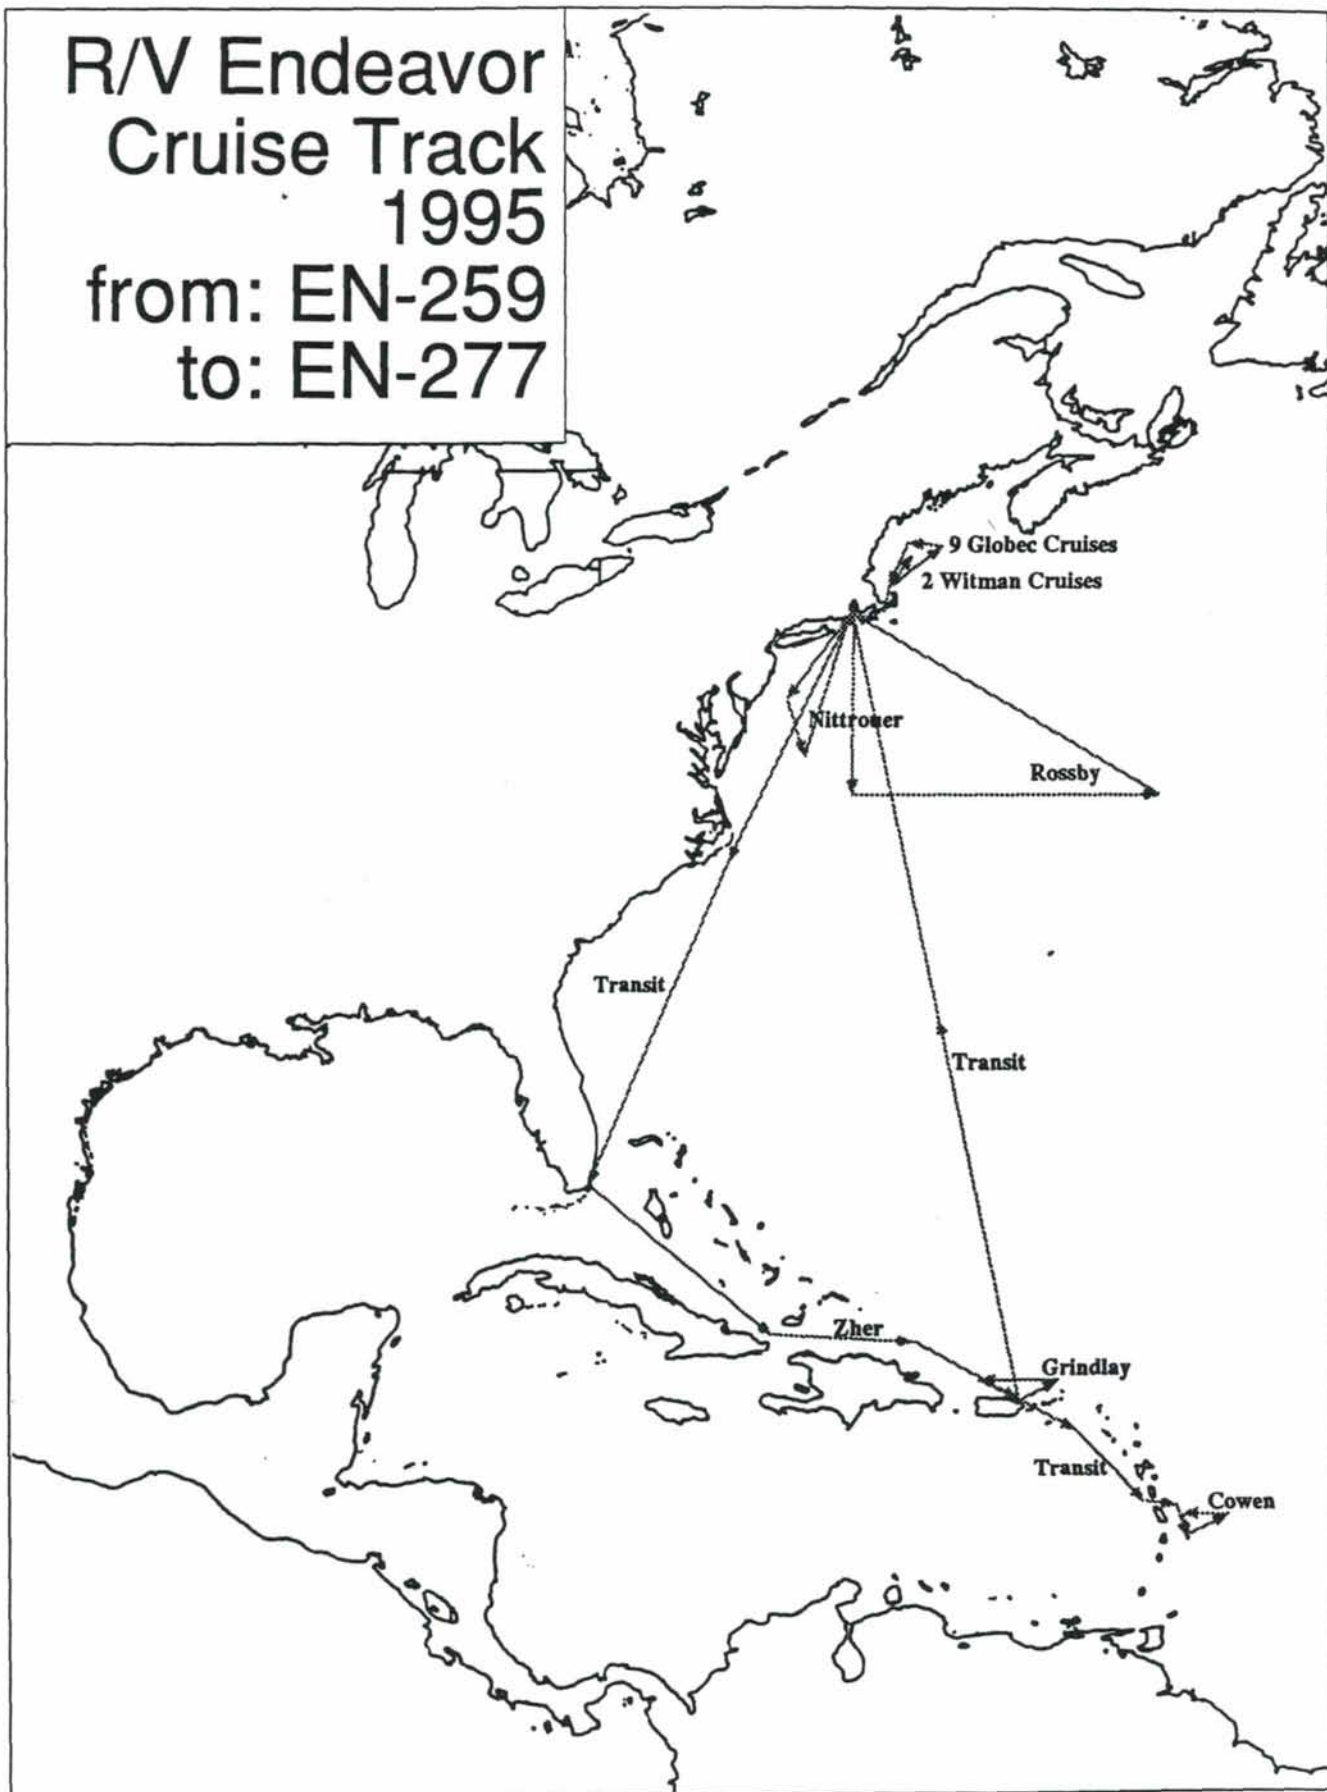 R/V Endeavor
Cruise Track
1995
from: EN-259
to: EN-277
9 Globec Cruises
2 Witman Cruises
Nittrouer
Rossby
Transit
Transit
Zher
Grindlay
Transit
Cowen